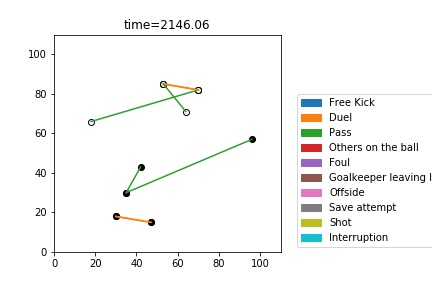 time=2146.06
100
80
60
40
20
0
0 20 40 60 80 100
Free Kick
Duel
Pass
Others on the ball
Foul
Goalkeeper leaving l
Offside
Save attempt
Shot
Interruption